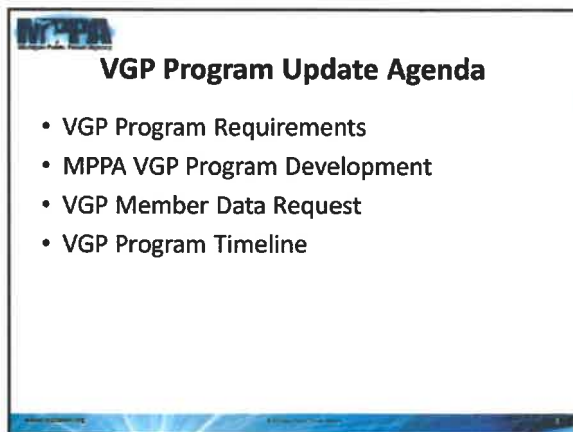 MPPA
VGP Program Update Agenda
• VGP Program Requirements
• MPPA VGP Program Development
• VGP Member Data Request
• VGP Program Timeline